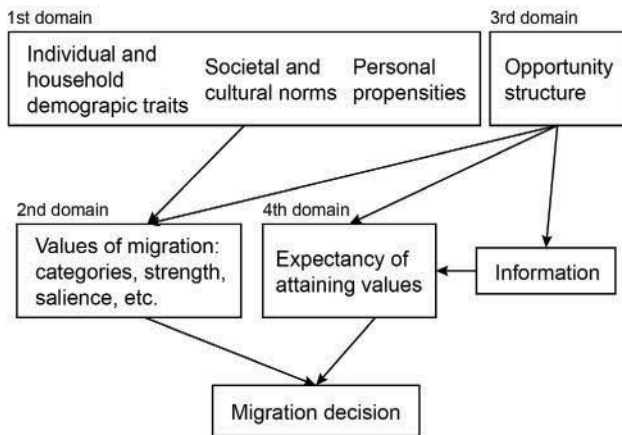 1st domain
Individual and
household
demograpic traits
Societal and
cultural norms
Personal
propensities
3rd domain
Opportunity
structure
2nd domain
Values of migration:
categories, strength,
salience, etc.
4th domain
Expectancy of
attaining values
Information
Migration decision